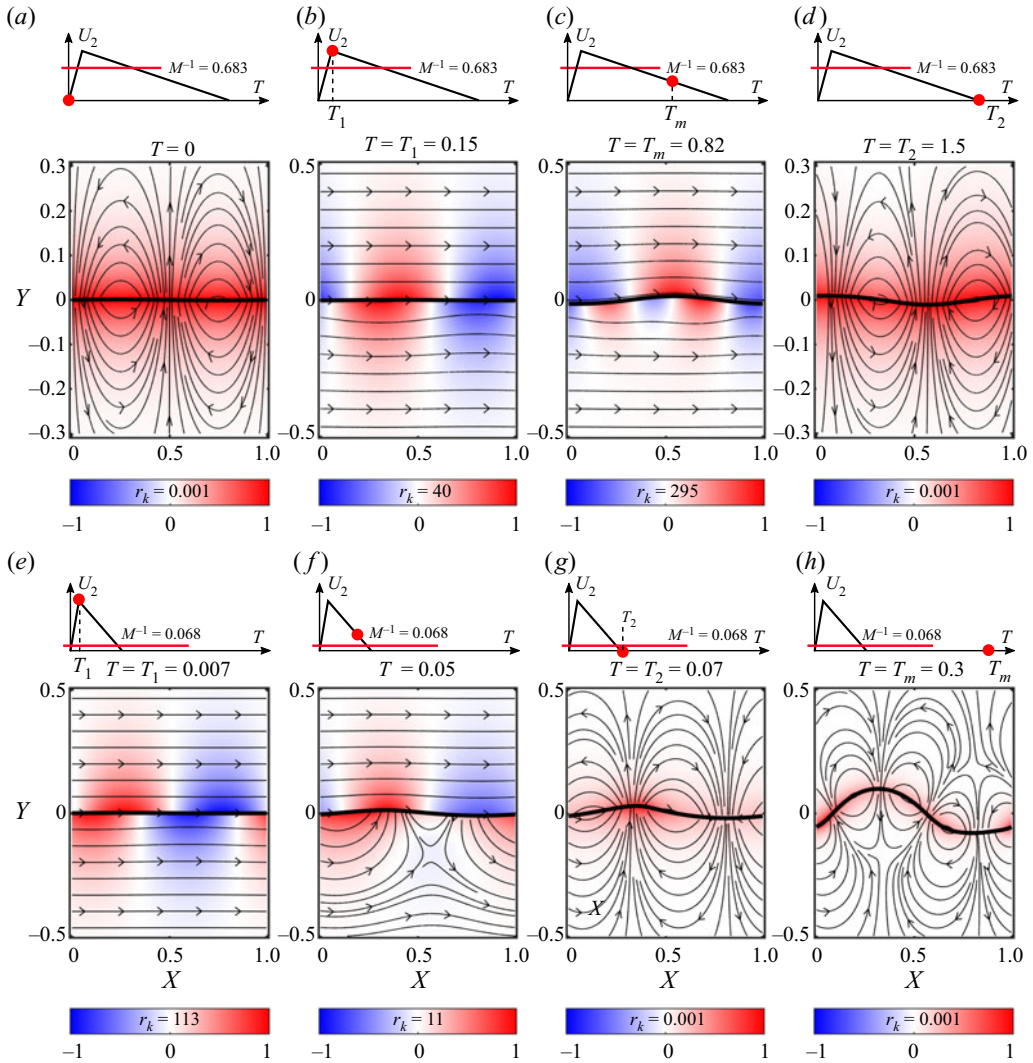 (a) (b) (c) (d)
U2 U2 U2 U2
M−1 = 0.683 M−1 = 0.683 M−1 = 0.683 M−1 = 0.683
T T T T
T1 Tm T2
T = 0 T = T1 = 0.15 T = Tm = 0.82 T = T2 = 1.5
0.3 0.5 0.5 0.3
0.2 0.2
0.1 0.1
Y 0 0 0 0
−0.1 −0.1
−0.2 −0.2
−0.3 −0.5 −0.5 −0.3
0 0.5 1.0 0 0.5 1.0 0 0.5 1.0 0 0.5 1.0
rk = 0.001 rk = 40 rk = 295 rk = 0.001
−1 0 1 −1 0 1 −1 0 1 −1 0 1
(e) (f) (g) (h)
U2 U2 U2 U2
T2
M−1 = 0.068 M−1 = 0.068 M−1 = 0.068 M−1 = 0.068
T T T T
T1 Tm
T = T1 = 0.007 T = 0.05 T = T2 = 0.07 T = Tm = 0.3
0.5 0.5 0.5 0.5
Y 0 0 0 0
X
−0.5 −0.5 −0.5 −0.5
0 0.5 1.0 0 0.5 1.0 0 0.5 1.0 0 0.5 1.0
X X X X
rk = 113 rk = 11 rk = 0.001 rk = 0.001
−1 0 1 −1 0 1 −1 0 1 −1 0 1